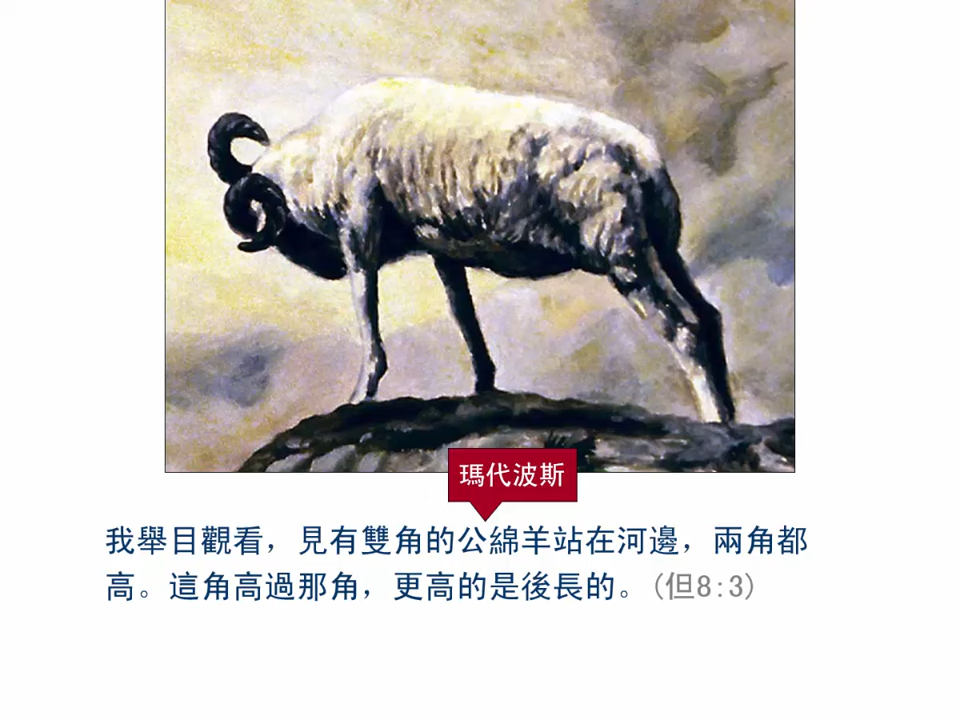 瑪代波斯
我舉目觀看，見有雙角的公綿羊站在河邊，兩角都
高。這角高過那角，更高的是後長的。(但8:3)